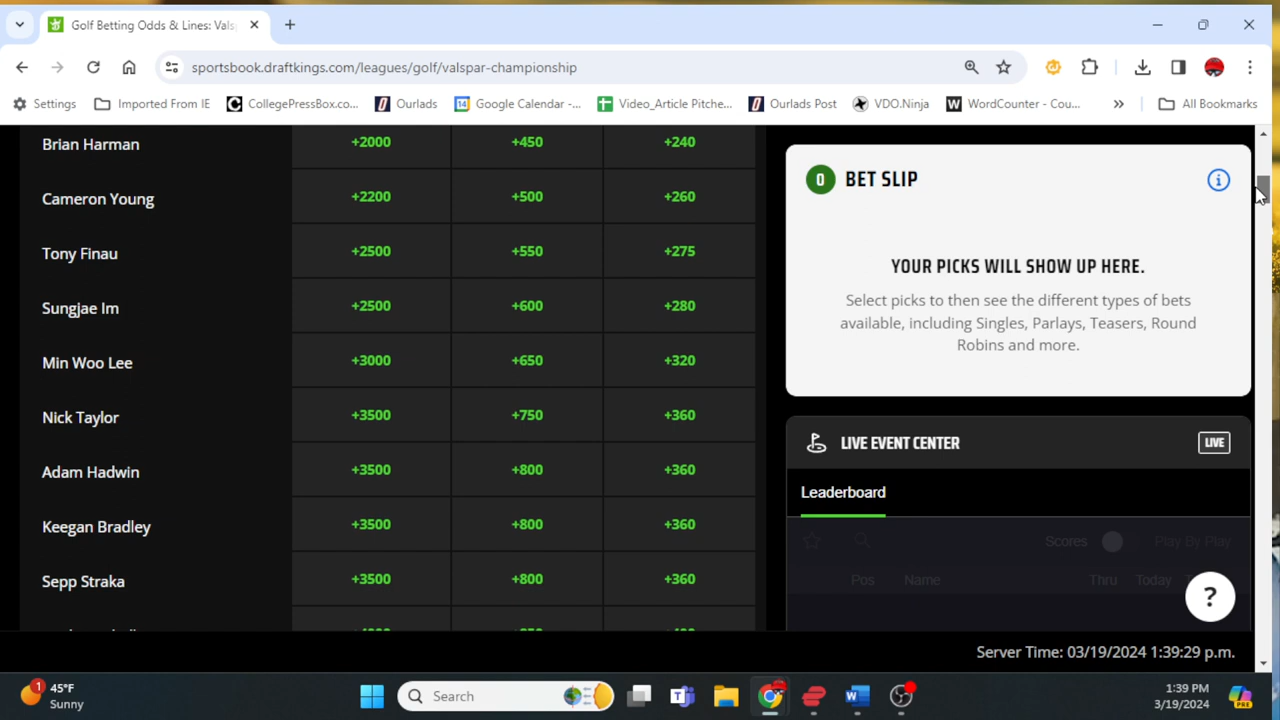 Golf Betting Odds & Lines: Vals
sportsbook.draftkings.com/leagues/golf/valspar-championship
Settings Imported From IE CollegePressBox.co... Ourlads Google Calendar -... Video_Article Pitche... Ourlads Post VDO.Ninja WordCounter - Cou... » All Bookmarks
Brian Harman +2000 +450 +240
Cameron Young +2200 +500 +260
Tony Finau +2500 +550 +275
Sungjae Im +2500 +600 +280
Min Woo Lee +3000 +650 +320
Nick Taylor +3500 +750 +360
Adam Hadwin +3500 +800 +360
Keegan Bradley +3500 +800 +360
Sepp Straka +3500 +800 +360
0 BET SLIP
YOUR PICKS WILL SHOW UP HERE.
Select picks to then see the different types of bets
available, including Singles, Parlays, Teasers, Round
Robins and more.
LIVE EVENT CENTER LIVE
Leaderboard
Scores Play By Play
Pos Name Thru Today
?
Server Time: 03/19/2024 1:39:29 p.m.
1 45°F
Sunny
Search
1:39 PM
3/19/2024